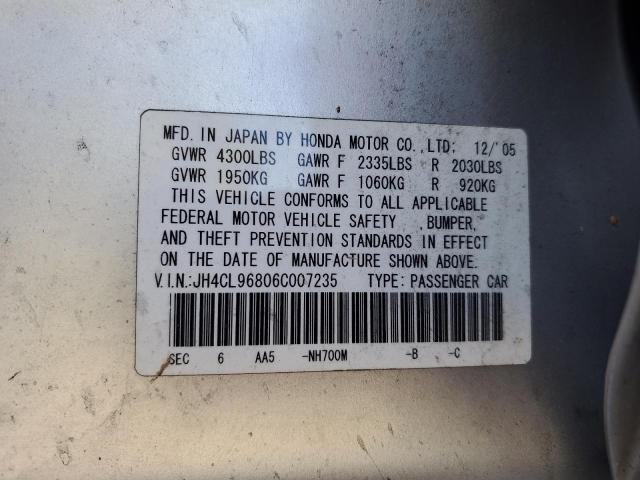 MFD. IN JAPAN BY HONDA MOTOR CO., LTD: 12/'05
GVWR 4300LBS GAWR F 2335LBS R 2030LBS
GVWR 1950KG GAWR F 1060KG R 920KG
THIS VEHICLE CONFORMS TO ALL APPLICABLE
FEDERAL MOTOR VEHICLE SAFETY , BUMPER,
AND THEFT PREVENTION STANDARDS IN EFFECT
ON THE DATE OF MANUFACTURE SHOWN ABOVE.
V.I.N.:JH4CL96806C007235 TYPE: PASSENGER CAR
SEC 6 AA5 -NH700M -B -C